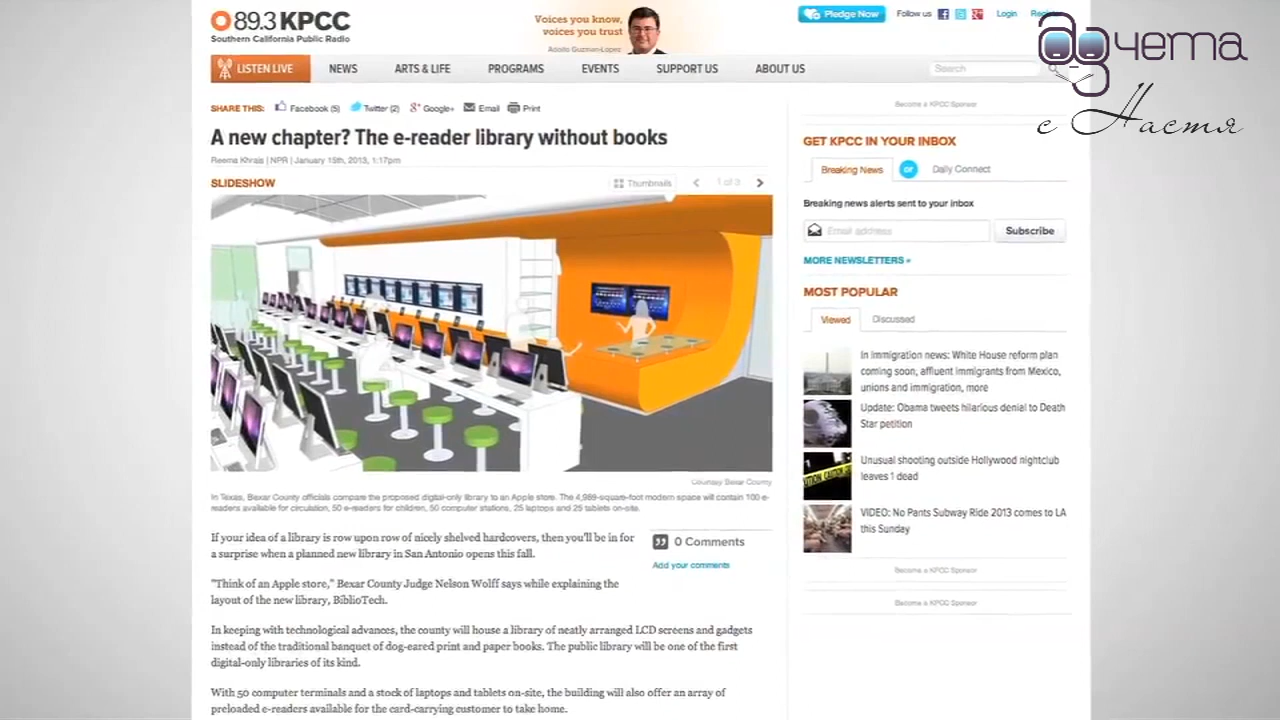 89.3 KPCC
Southern California Public Radio
Voices you know,
voices you trust
Adolfo Guzman-Lopez
Pledge Now
Follow us
Login
чета
с Настя
LISTEN LIVE
NEWS
ARTS & LIFE
PROGRAMS
EVENTS
SUPPORT US
ABOUT US
Search
SHARE THIS:
Facebook (5)
Twitter (2)
Google+
Email
Print
A new chapter? The e-reader library without books
Reema Khrais | NPR | January 15th, 2013, 1:17pm
SLIDESHOW
Thumbnails
1 of 3
Courtesy Bexar County
In Texas, Bexar County officials compare the proposed digital-only library to an Apple store. The 4,989-square-foot modern space will contain 100 e-
readers available for circulation, 50 e-readers for children, 50 computer stations, 25 laptops and 25 tablets on-site.
If your idea of a library is row upon row of nicely shelved hardcovers, then you'll be in for
a surprise when a planned new library in San Antonio opens this fall.
"Think of an Apple store," Bexar County Judge Nelson Wolff says while explaining the
layout of the new library, BiblioTech.
In keeping with technological advances, the county will house a library of neatly arranged LCD screens and gadgets
instead of the traditional banquet of dog-eared print and paper books. The public library will be one of the first
digital-only libraries of its kind.
With 50 computer terminals and a stock of laptops and tablets on-site, the building will also offer an array of
preloaded e-readers available for the card-carrying customer to take home.
0 Comments
Add your comments
Become a KPCC Sponsor
GET KPCC IN YOUR INBOX
Breaking News
or
Daily Connect
Breaking news alerts sent to your inbox
Email address
Subscribe
MORE NEWSLETTERS »
MOST POPULAR
Viewed
Discussed
In immigration news: White House reform plan
coming soon, affluent immigrants from Mexico,
unions and immigration, more
Update: Obama tweets hilarious denial to Death
Star petition
Unusual shooting outside Hollywood nightclub
leaves 1 dead
VIDEO: No Pants Subway Ride 2013 comes to LA
this Sunday
Become a KPCC Sponsor
Become a KPCC Sponsor